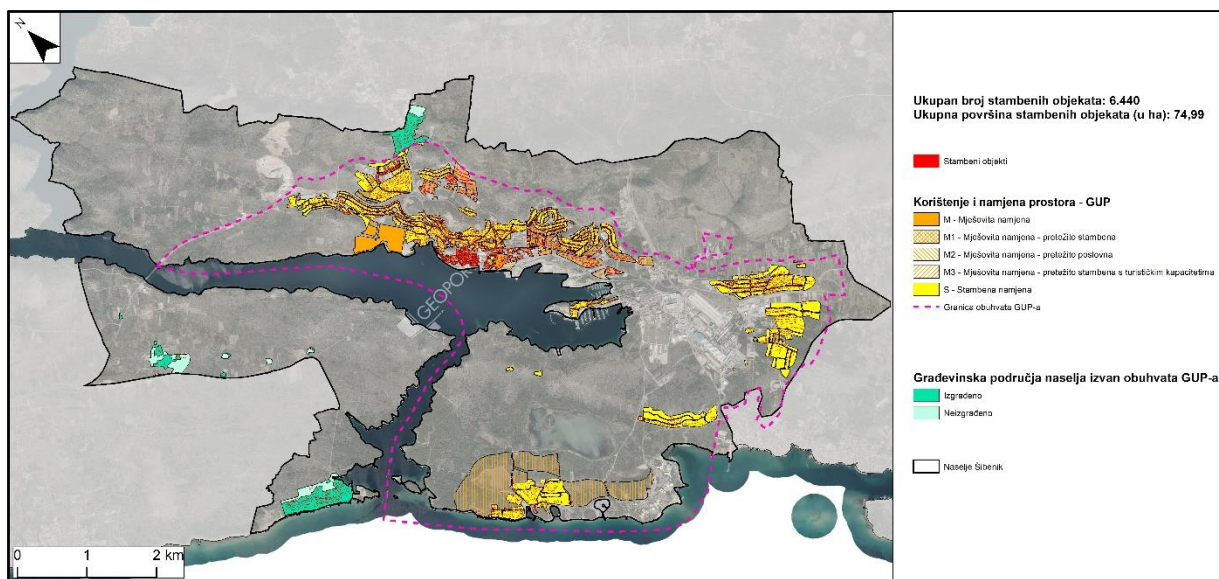 N
GEOPOR
0 1 2 km
Ukupan broj stambenih objekata: 6.440
Ukupna površina stambenih objekata (u ha): 74,99
Stambeni objekti
Korištenje i namjena prostora - GUP
M - Mješovita namjena
M1 - Mješovita namjena - pretežito stambena
M2 - Mješovita namjena - pretežito poslovna
M3 - Mješovita namjena - pretežito stambena s turističkim kapacitetima
S - Stambena namjena
Granica obuhvata GUP-a
Građevinska područja naselja izvan obuhvata GUP-a
Izgrađeno
Neizgrađeno
Naselje Šibenik